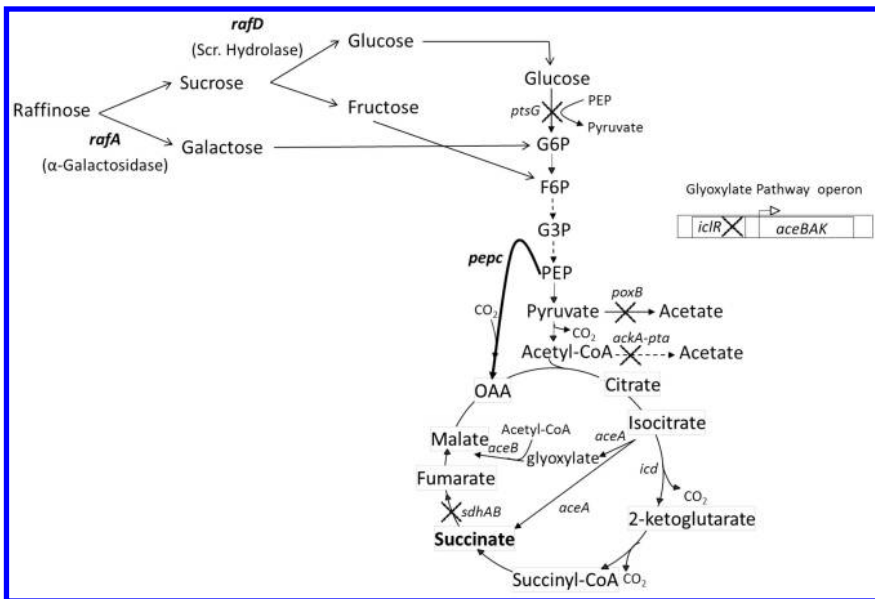 rafD
(Scr. Hydrolase)
Glucose
Glucose
Sucrose
Raffinose
Fructose
ptsG
PEP
Pyruvate
rafA
(α-Galactosidase)
Galactose
G6P
F6P
Glyoxylate Pathway operon
iclR
aceBAK
G3P
pepc
PEP
CO2
Pyruvate
poxB
Acetate
CO2
Acetyl-CoA
ackA-pta
Acetate
OAA
Citrate
Isocitrate
Malate
Acetyl-CoA
aceB
glyoxylate
aceA
Fumarate
icd
CO2
sdhAB
aceA
2-ketoglutarate
Succinate
Succinyl-CoA
CO2